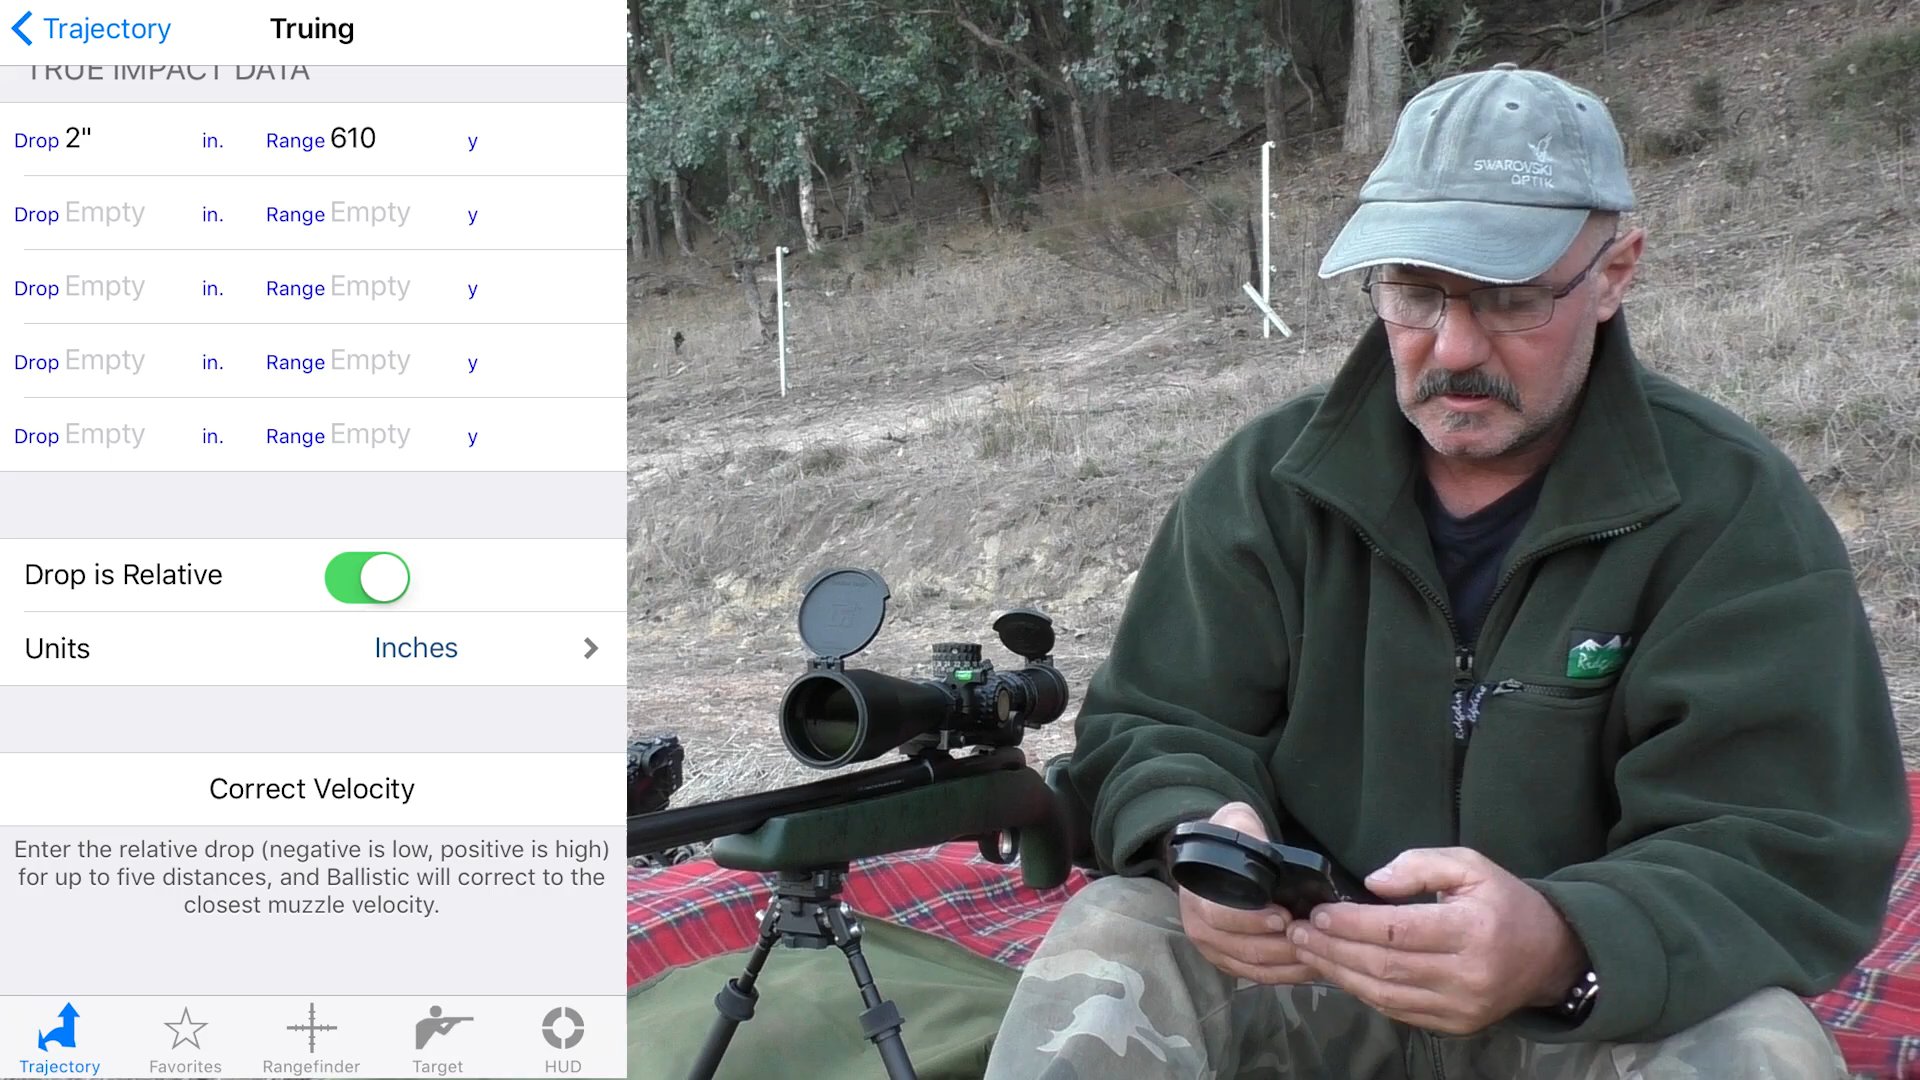 Trajectory Truing
TRUE IMPACT DATA
Drop 2" in. Range 610 y
Drop Empty in. Range Empty y
Drop Empty in. Range Empty y
Drop Empty in. Range Empty y
Drop Empty in. Range Empty y
Drop is Relative
Units Inches
Correct Velocity
Enter the relative drop (negative is low, positive is high)
for up to five distances, and Ballistic will correct to the
closest muzzle velocity.
Trajectory Favorites Rangefinder Target HUD
SWAROVSKI
OPTIK
Ridgeline